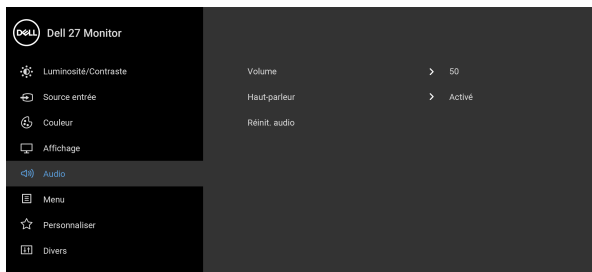 DELL Dell 27 Monitor
Luminosité/Contraste
Source entrée
Couleur
Affichage
Audio
Menu
Personnaliser
Divers
Volume 50
Haut-parleur Activé
Réinit. audio